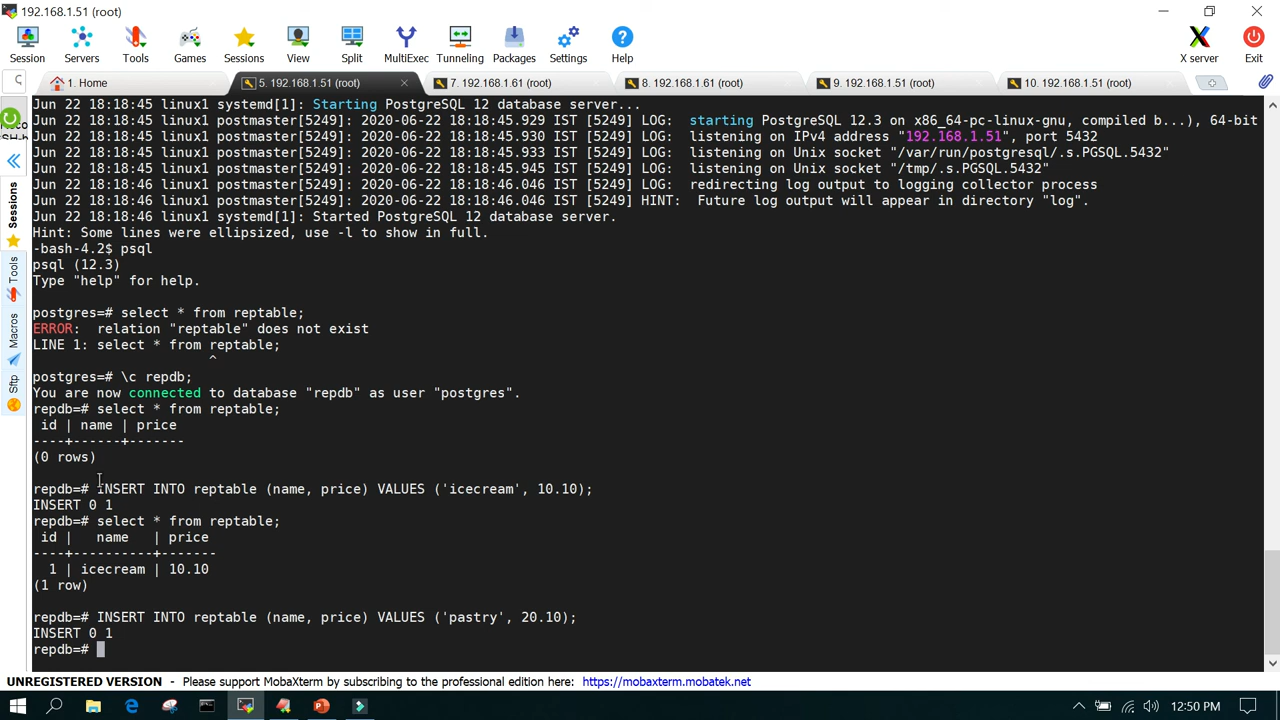 192.168.1.51 (root)
Session Servers Tools Games Sessions View Split MultiExec Tunneling Packages Settings Help X server Exit
1. Home 5. 192.168.1.51 (root) 7. 192.168.1.61 (root) 8. 192.168.1.61 (root) 9. 192.168.1.51 (root) 10. 192.168.1.51 (root)
Sessions
Tools
Macros
Sftp
Jun 22 18:18:45 linux1 systemd[1]: Starting PostgreSQL 12 database server...
Jun 22 18:18:45 linux1 postmaster[5249]: 2020-06-22 18:18:45.929 IST [5249] LOG:  starting PostgreSQL 12.3 on x86_64-pc-linux-gnu, compiled b...), 64-bit
Jun 22 18:18:45 linux1 postmaster[5249]: 2020-06-22 18:18:45.930 IST [5249] LOG:  listening on IPv4 address "192.168.1.51", port 5432
Jun 22 18:18:45 linux1 postmaster[5249]: 2020-06-22 18:18:45.933 IST [5249] LOG:  listening on Unix socket "/var/run/postgresql/.s.PGSQL.5432"
Jun 22 18:18:45 linux1 postmaster[5249]: 2020-06-22 18:18:45.945 IST [5249] LOG:  listening on Unix socket "/tmp/.s.PGSQL.5432"
Jun 22 18:18:46 linux1 postmaster[5249]: 2020-06-22 18:18:46.046 IST [5249] LOG:  redirecting log output to logging collector process
Jun 22 18:18:46 linux1 postmaster[5249]: 2020-06-22 18:18:46.046 IST [5249] HINT:  Future log output will appear in directory "log".
Jun 22 18:18:46 linux1 systemd[1]: Started PostgreSQL 12 database server.
Hint: Some lines were ellipsized, use -l to show in full.
-bash-4.2$ psql
psql (12.3)
Type "help" for help.
postgres=# select * from reptable;
ERROR:  relation "reptable" does not exist
LINE 1: select * from reptable;
^
postgres=# \c repdb;
You are now connected to database "repdb" as user "postgres".
repdb=# select * from reptable;
id | name | price
----+------+-------
(0 rows)
repdb=# INSERT INTO reptable (name, price) VALUES ('icecream', 10.10);
INSERT 0 1
repdb=# select * from reptable;
id |   name   | price
----+----------+-------
1 | icecream | 10.10
(1 row)
repdb=# INSERT INTO reptable (name, price) VALUES ('pastry', 20.10);
INSERT 0 1
repdb=#
UNREGISTERED VERSION - Please support MobaXterm by subscribing to the professional edition here: https://mobaxterm.mobatek.net
12:50 PM